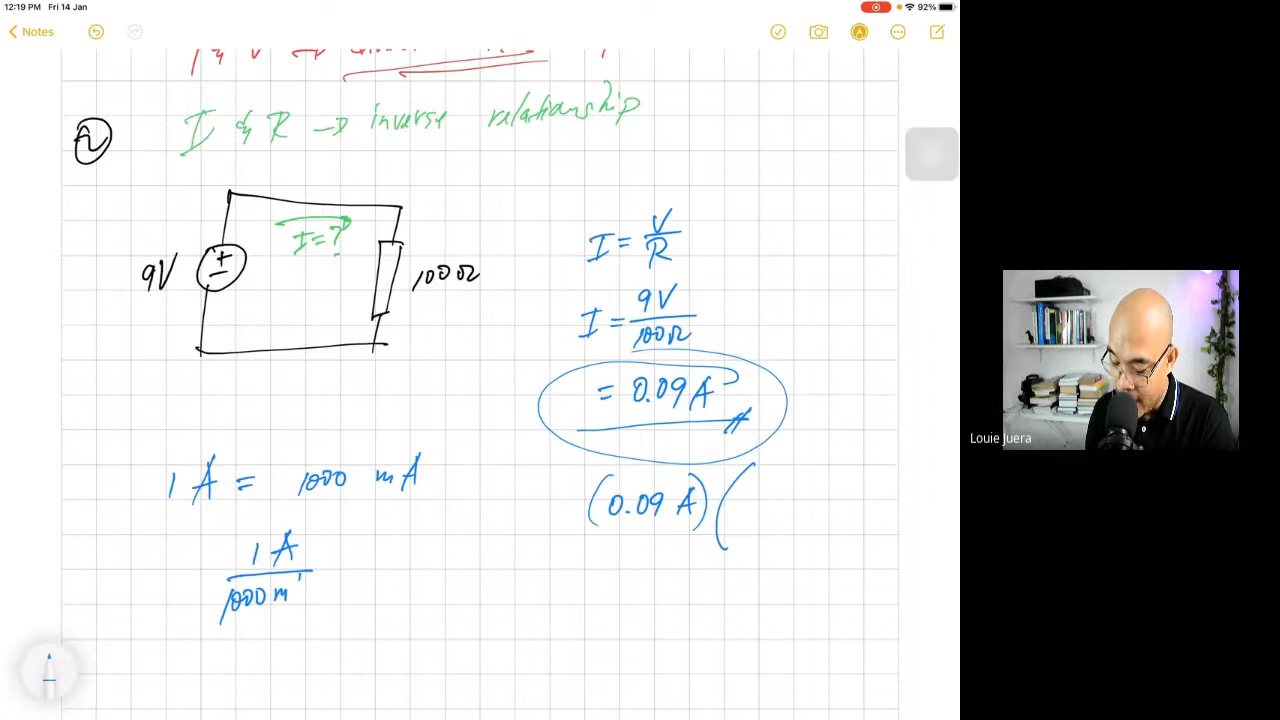 12:19 PM Fri 14 Jan
92%
Notes
I & R → inverse relationship
2
I = ?
9V
+
−
100Ω
I = V/R
I = 9V/100Ω
= 0.09 A
1 A = 1000 mA
(0.09 A) (
1 A
1000 m
Louie Juera